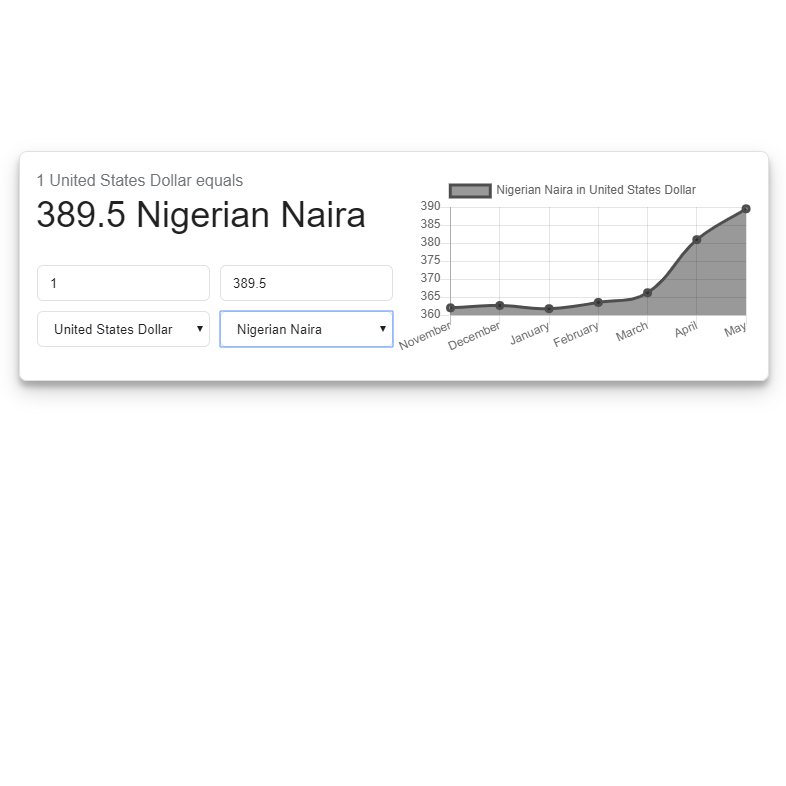 1 United States Dollar equals
389.5 Nigerian Naira
1
389.5
United States Dollar
Nigerian Naira
Nigerian Naira in United States Dollar
390
385
380
375
370
365
360
November
December
January
February
March
April
May